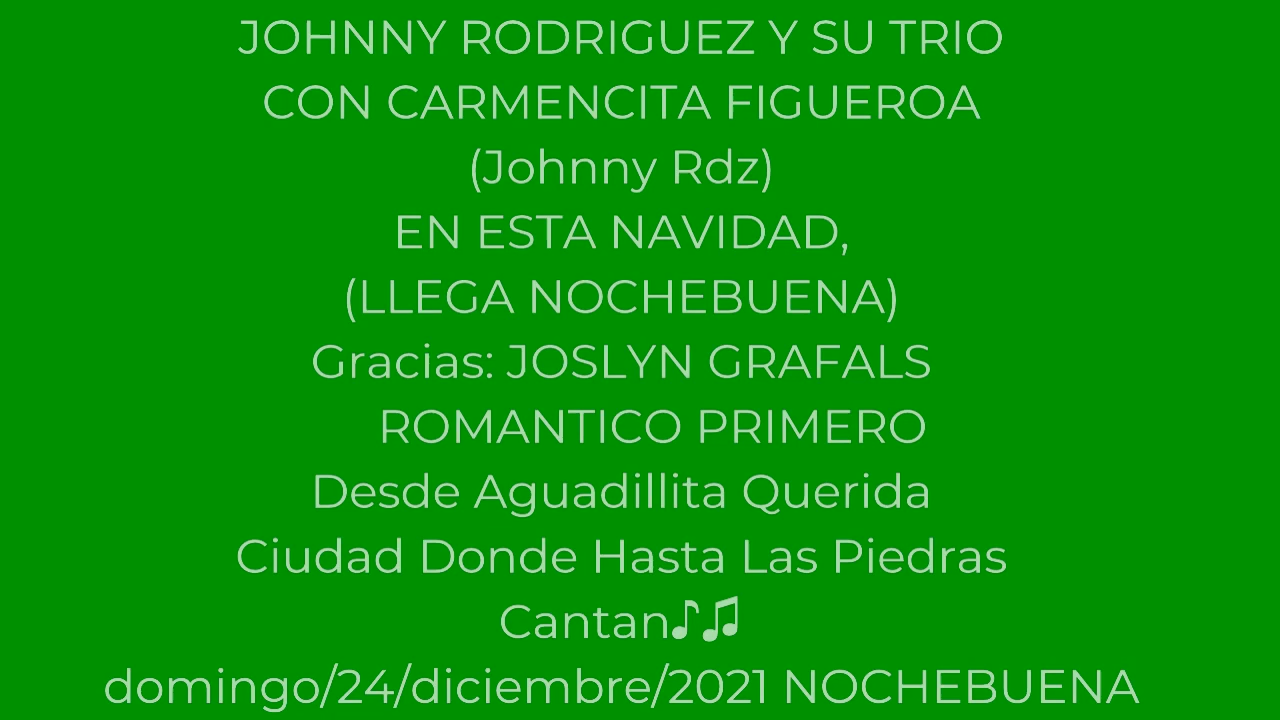 JOHNNY RODRIGUEZ Y SU TRIO
CON CARMENCITA FIGUEROA
(Johnny Rdz)
EN ESTA NAVIDAD,
(LLEGA NOCHEBUENA)
Gracias: JOSLYN GRAFALS
ROMANTICO PRIMERO
Desde Aguadillita Querida
Ciudad Donde Hasta Las Piedras
Cantan🎵🎶
domingo/24/diciembre/2021 NOCHEBUENA